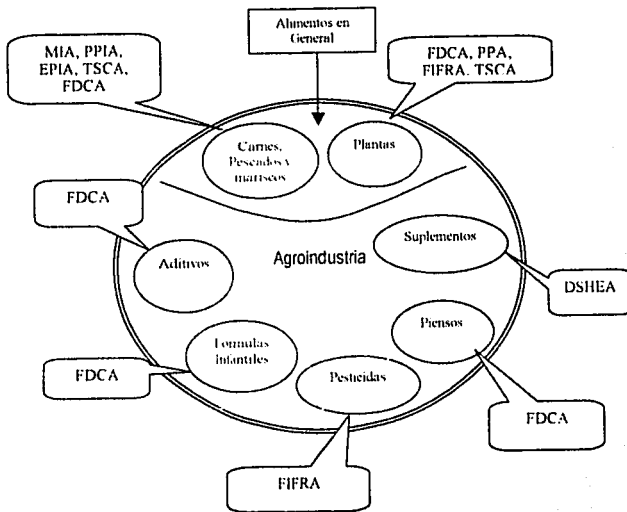 Alimentos en
General
MIA, PPIA,
EPIA, TSCA,
FDCA
FDCA, PPA,
FIFRA, TSCA
Carnes,
Pescados y
mariscos
Plantas
FDCA
Aditivos
Agroindustria
Suplementos
DSHEA
Piensos
Formulas
Infantiles
Pesticidas
FDCA
FDCA
FIFRA